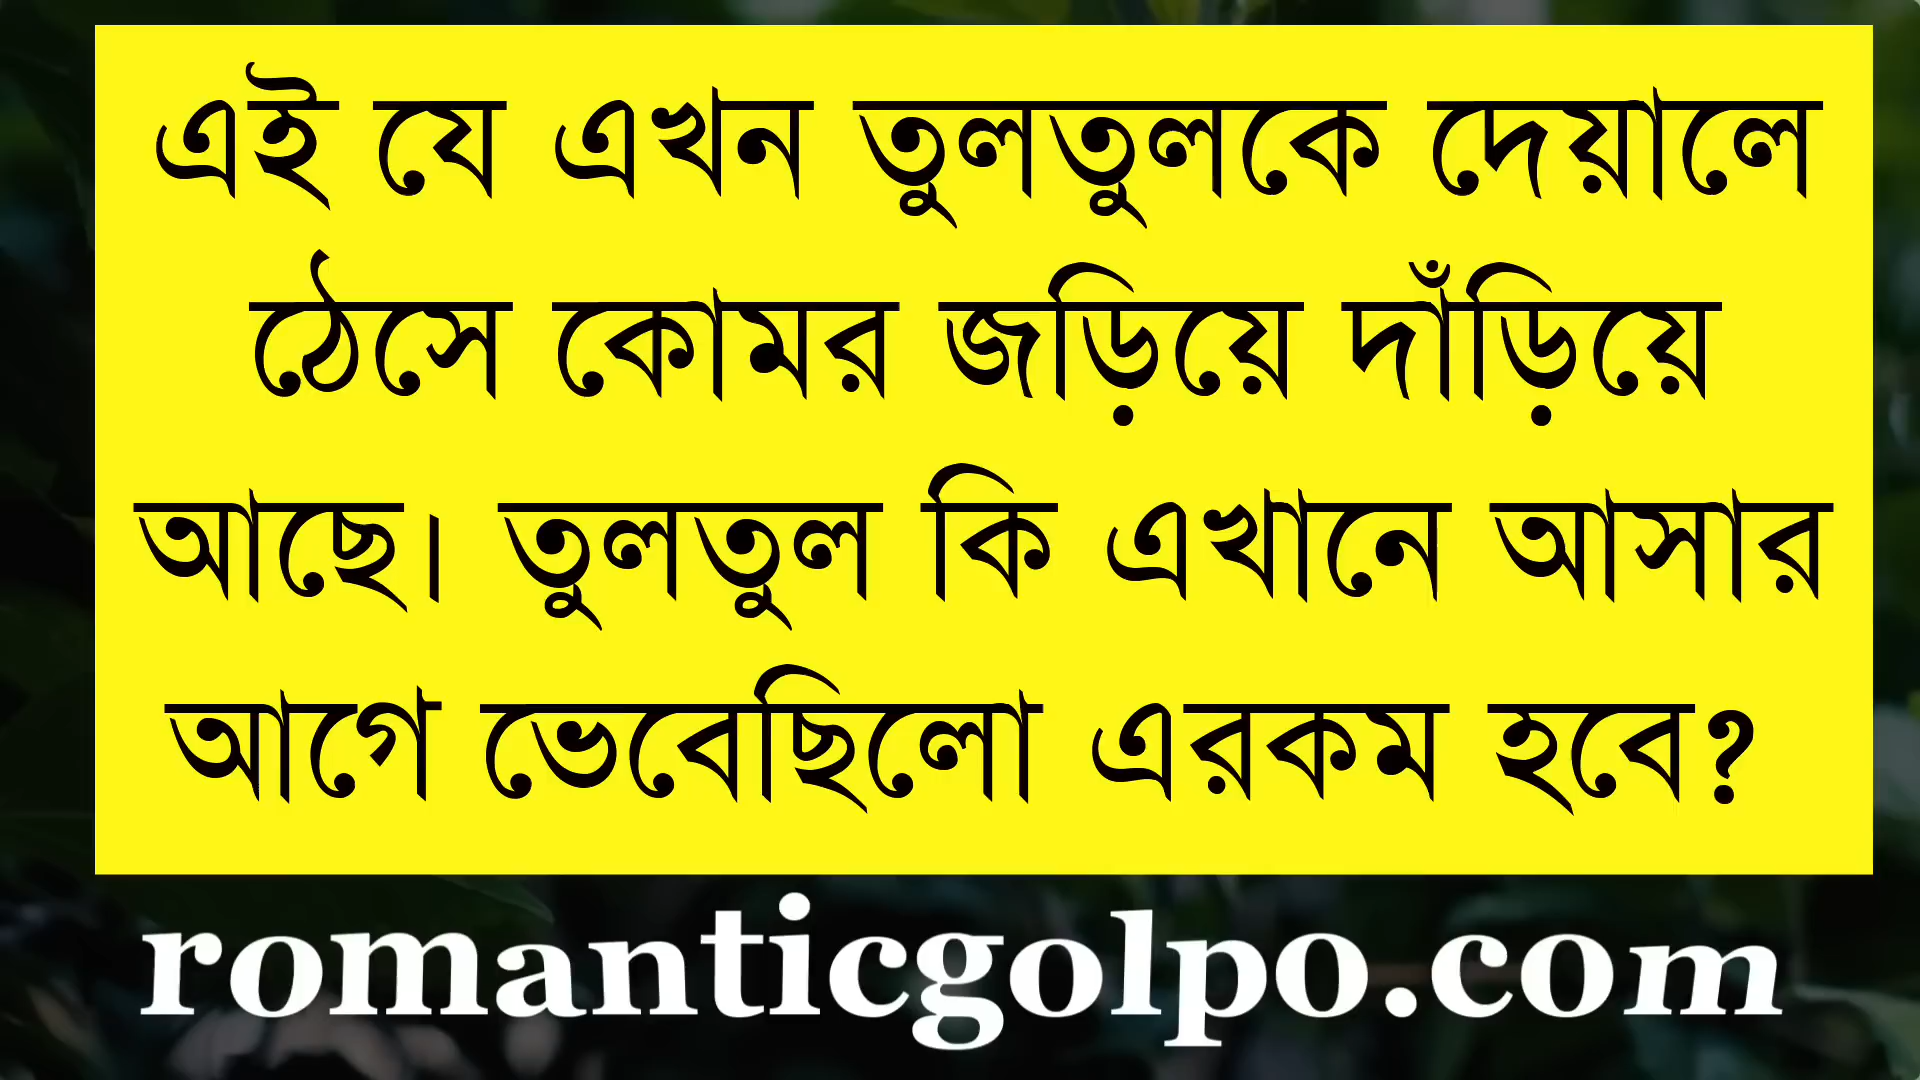 এই যে এখন তুলতুলকে দেয়ালে
ঠেসে কোমর জড়িয়ে দাঁড়িয়ে
আছে। তুলতুল কি এখানে আসার
আগে ভেবেছিলো এরকম হবে?
romanticgolpo.com